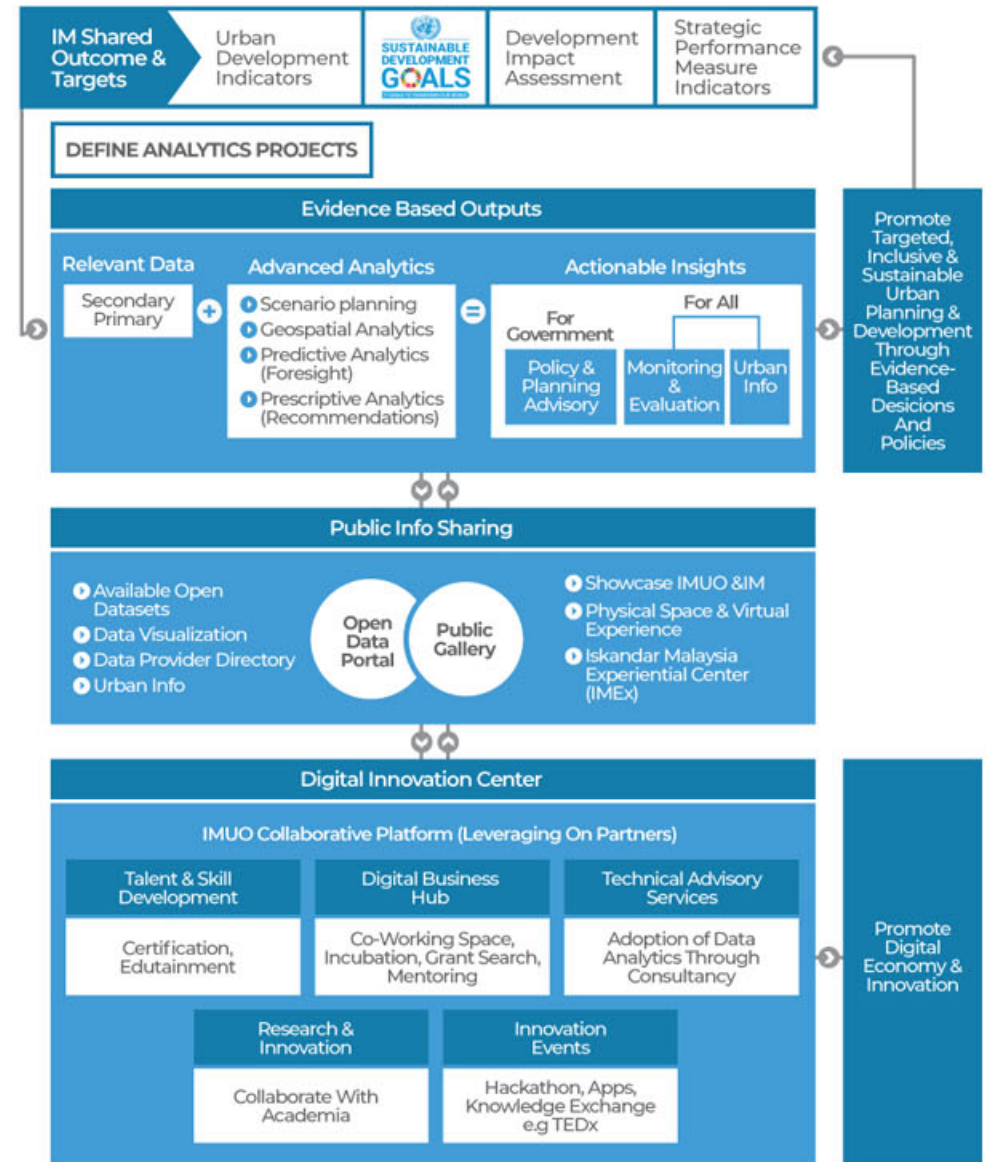 IM Shared
Outcome &
Targets
Urban
Development
Indicators
SUSTAINABLE
DEVELOPMENT
GOALS
Development
Impact
Assessment
Strategic
Performance
Measure
Indicators
DEFINE ANALYTICS PROJECTS
Evidence Based Outputs
Relevant Data
Secondary
Primary
+
Advanced Analytics
Scenario planning
Geospatial Analytics
Predictive Analytics
(Foresight)
Prescriptive Analytics
(Recommendations)
=
Actionable Insights
For
Government
For All
Policy &
Planning
Advisory
Monitoring
&
Evaluation
Urban
Info
Promote
Targeted,
Inclusive &
Sustainable
Urban
Planning &
Development
Through
Evidence-
Based
Desicions
And
Policies
Public Info Sharing
Available Open
Datasets
Data Visualization
Data Provider Directory
Urban Info
Open
Data
Portal
Public
Gallery
Showcase IMUO &IM
Physical Space & Virtual
Experience
Iskandar Malaysia
Experiential Center
(IMEx)
Digital Innovation Center
IMUO Collaborative Platform (Leveraging On Partners)
Talent & Skill
Development
Certification,
Edutainment
Digital Business
Hub
Co-Working Space,
Incubation, Grant Search,
Mentoring
Technical Advisory
Services
Adoption of Data
Analytics Through
Consultancy
Research &
Innovation
Collaborate With
Academia
Innovation
Events
Hackathon, Apps,
Knowledge Exchange
e.g TEDx
Promote
Digital
Economy &
Innovation